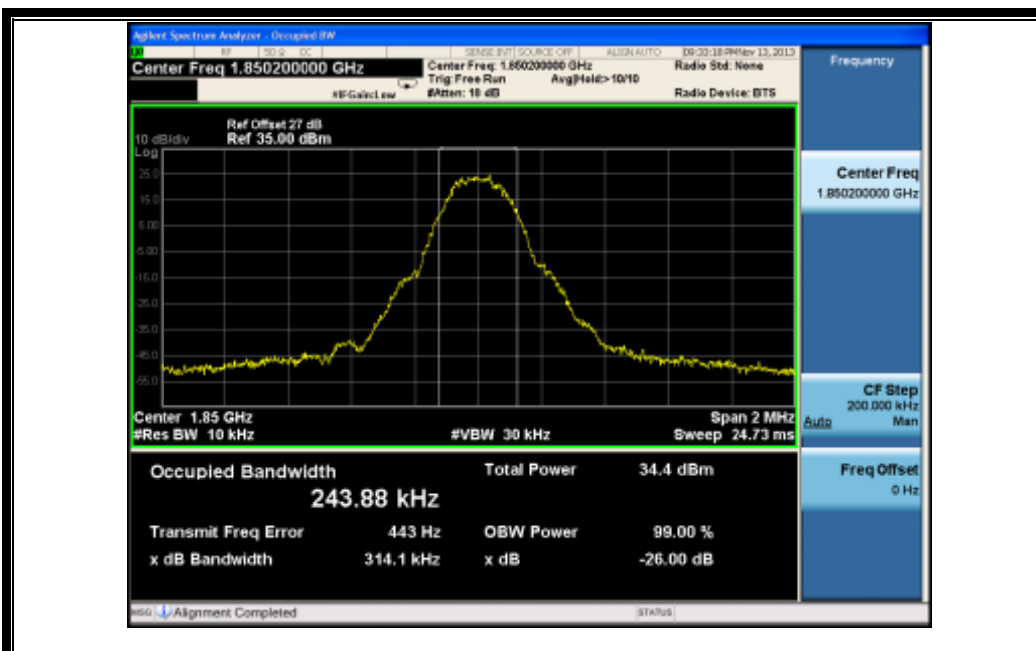 Agilent Spectrum Analyzer - Occupied BW
RF 50 Ω DC SENSE:INT SOURCE OFF ALIGN AUTO 09:33:18 PM Nov 13, 2013
Center Freq 1.850200000 GHz
Center Freq: 1.850200000 GHz
Radio Std: None
Trig: Free Run Avg|Hold:>10/10
#IFGain:Low #Atten: 10 dB Radio Device: BTS
Ref Offset 27 dB
10 dB/div Ref 35.00 dBm
Log
25.0
15.0
5.00
-5.00
-15.0
-25.0
-35.0
-45.0
-55.0
Center 1.85 GHz Span 2 MHz
#Res BW 10 kHz #VBW 30 kHz Sweep 24.73 ms
Occupied Bandwidth Total Power 34.4 dBm
243.88 kHz
Transmit Freq Error 443 Hz OBW Power 99.00 %
x dB Bandwidth 314.1 kHz x dB -26.00 dB
MSG Alignment Completed STATUS
Frequency
Center Freq
1.850200000 GHz
CF Step
200.000 kHz
Auto Man
Freq Offset
0 Hz